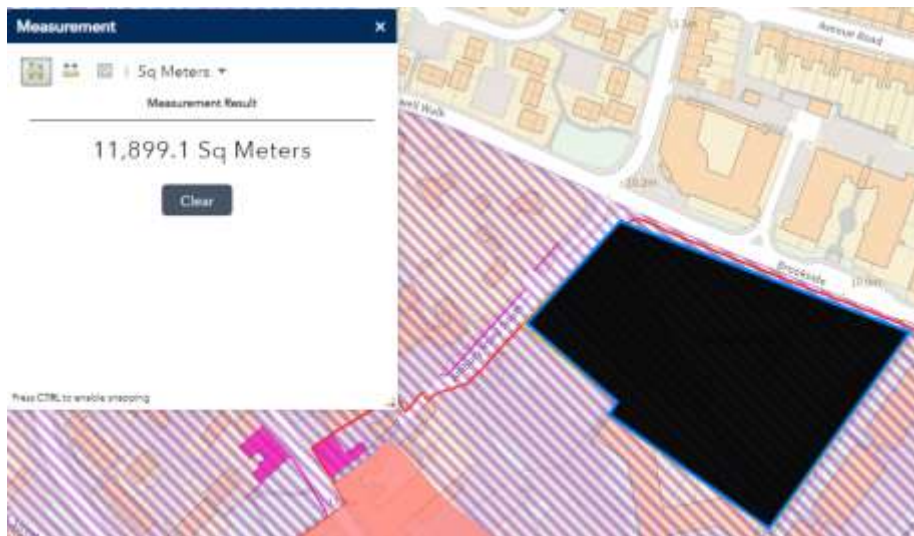 Measurement
Sq Meters
Measurement Result
11,899.1 Sq Meters
Clear
Press CTRL to enable snapping
Avenue Road
Walk
Brookside